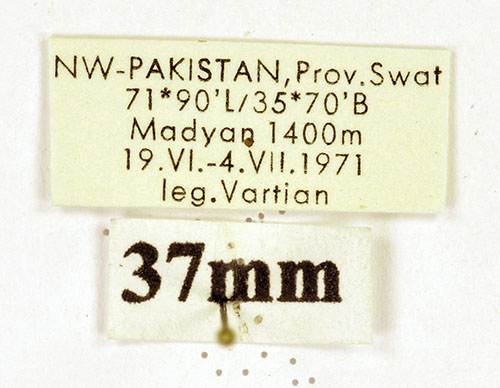 NW-PAKISTAN,Prov.Swat
71*90'L/35*70'B
Madyan 1400m
19.VI.-4.VII.1971
leg.Vartian
37mm